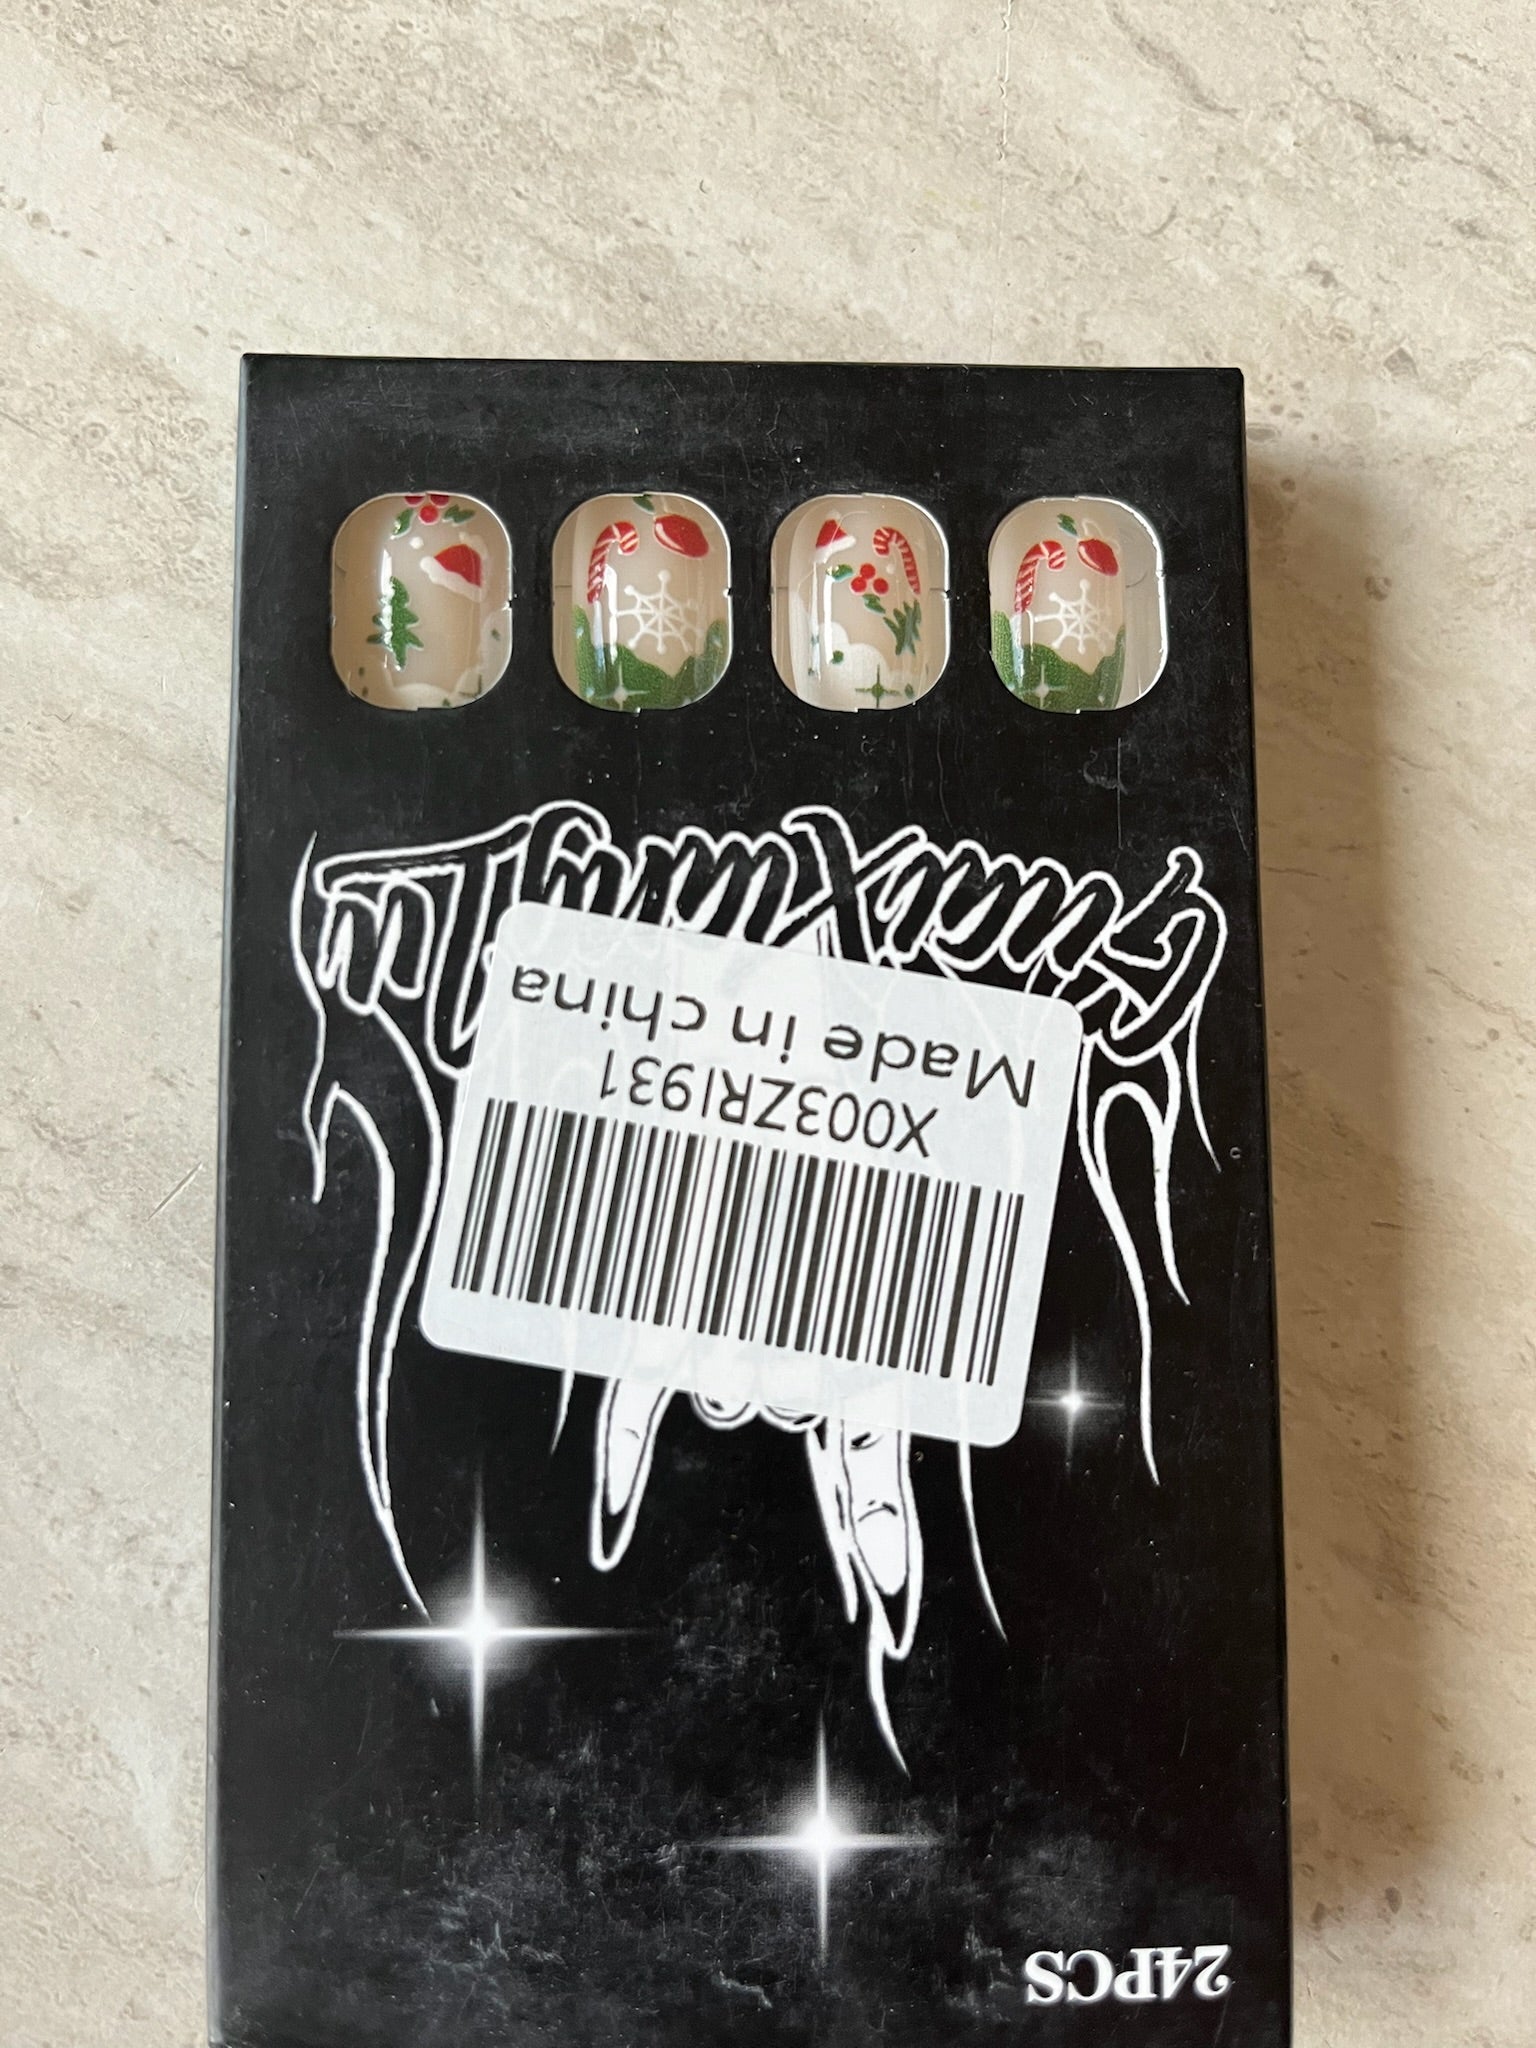 24PCS
X003ZRI931
Made in china